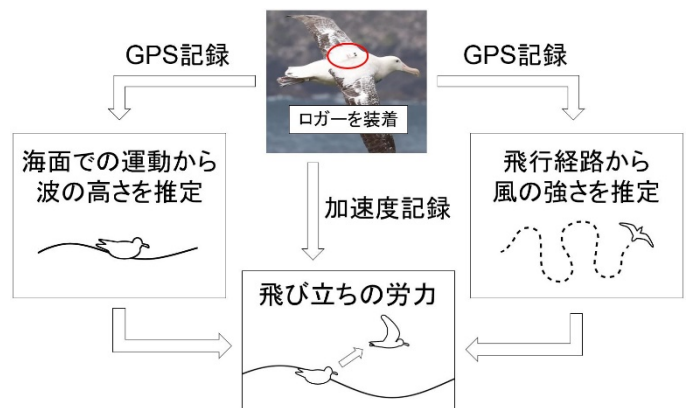 GPS記録
GPS記録
ロガーを装着
海面での運動から
波の高さを推定
加速度記録
飛行経路から
風の強さを推定
飛び立ちの労力